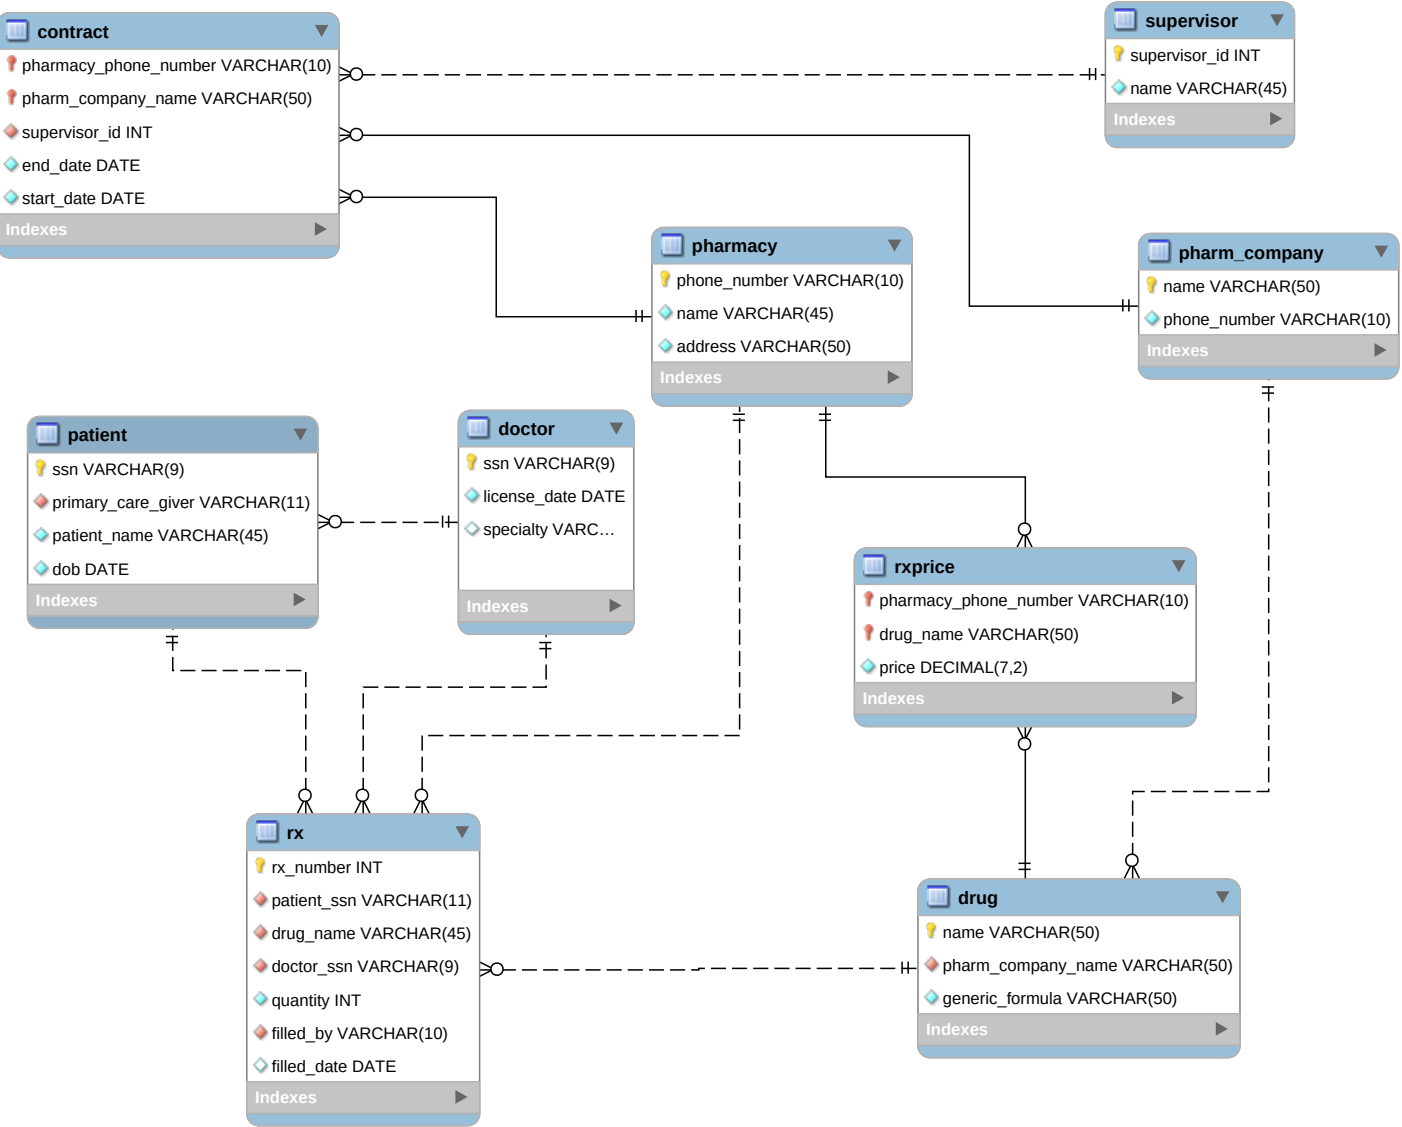 contract
pharmacy_phone_number VARCHAR(10)
pharm_company_name VARCHAR(50)
supervisor_id INT
end_date DATE
start_date DATE
Indexes
supervisor
supervisor_id INT
name VARCHAR(45)
Indexes
pharmacy
phone_number VARCHAR(10)
name VARCHAR(45)
address VARCHAR(50)
Indexes
pharm_company
name VARCHAR(50)
phone_number VARCHAR(10)
Indexes
patient
ssn VARCHAR(9)
primary_care_giver VARCHAR(11)
patient_name VARCHAR(45)
dob DATE
Indexes
doctor
ssn VARCHAR(9)
license_date DATE
specialty VARC...
Indexes
rxprice
pharmacy_phone_number VARCHAR(10)
drug_name VARCHAR(50)
price DECIMAL(7,2)
Indexes
rx
rx_number INT
patient_ssn VARCHAR(11)
drug_name VARCHAR(45)
doctor_ssn VARCHAR(9)
quantity INT
filled_by VARCHAR(10)
filled_date DATE
Indexes
drug
name VARCHAR(50)
pharm_company_name VARCHAR(50)
generic_formula VARCHAR(50)
Indexes